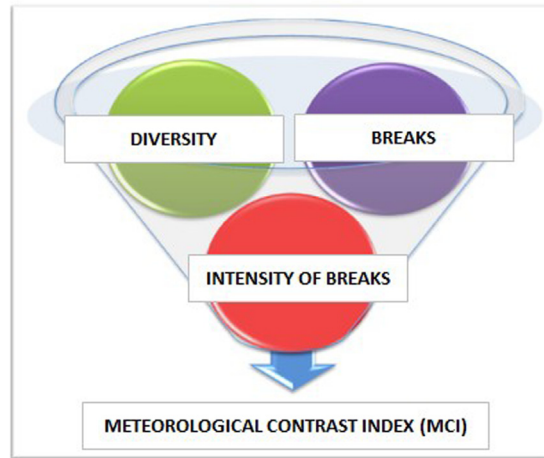 DIVERSITY
BREAKS
INTENSITY OF BREAKS
METEOROLOGICAL CONTRAST INDEX (MCI)